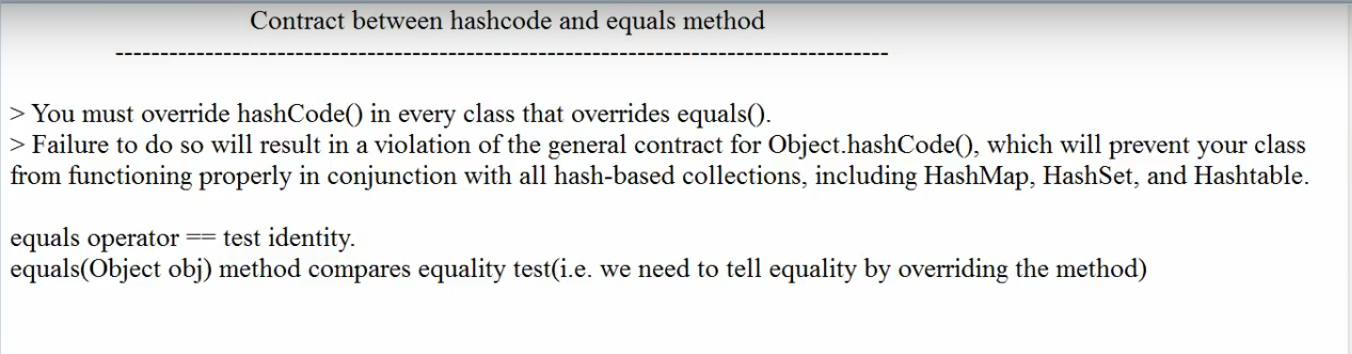 Contract between hashcode and equals method
--------------------------------------------------------------------------------------
> You must override hashCode() in every class that overrides equals().
> Failure to do so will result in a violation of the general contract for Object.hashCode(), which will prevent your class
from functioning properly in conjunction with all hash-based collections, including HashMap, HashSet, and Hashtable.
equals operator == test identity.
equals(Object obj) method compares equality test(i.e. we need to tell equality by overriding the method)